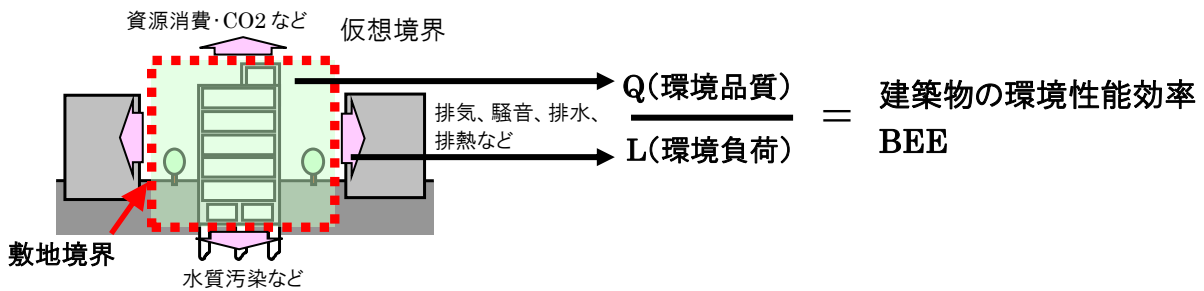 資源消費・CO2 など
仮想境界
排気、騒音、排水、
排熱など
Q(環境品質)
L(環境負荷)
=
建築物の環境性能効率
BEE
敷地境界
水質汚染など